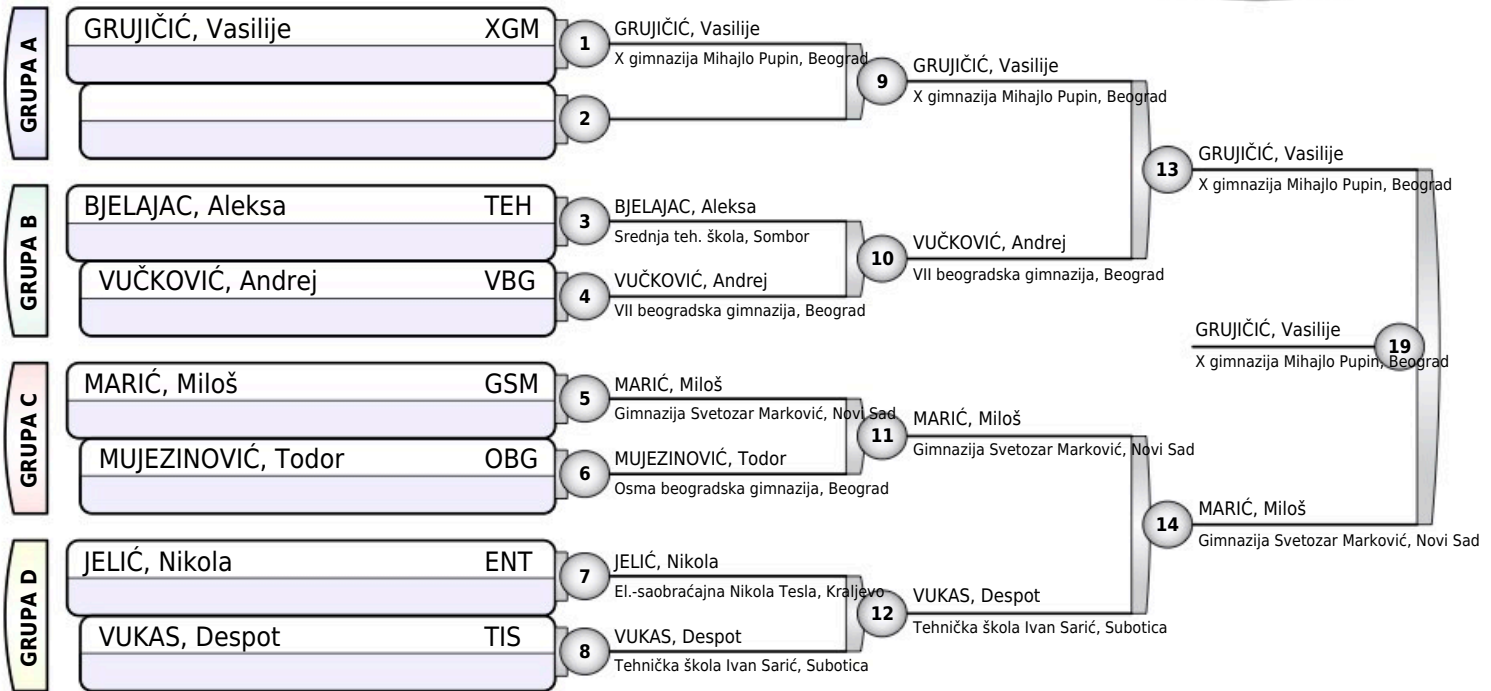 GRUPA A
GRUJIČIĆ, Vasilije XGM
1
GRUJIČIĆ, Vasilije
X gimnazija Mihajlo Pupin, Beograd
2
9
GRUJIČIĆ, Vasilije
X gimnazija Mihajlo Pupin, Beograd
13
GRUJIČIĆ, Vasilije
X gimnazija Mihajlo Pupin, Beograd
GRUPA B
BJELAJAC, Aleksa TEH
3
BJELAJAC, Aleksa
Srednja teh. škola, Sombor
VUČKOVIĆ, Andrej VBG
4
VUČKOVIĆ, Andrej
VII beogradska gimnazija, Beograd
10
VUČKOVIĆ, Andrej
VII beogradska gimnazija, Beograd
GRUJIČIĆ, Vasilije
19
X gimnazija Mihajlo Pupin, Beograd
GRUPA C
MARIĆ, Miloš GSM
5
MARIĆ, Miloš
Gimnazija Svetozar Marković, Novi Sad
MUJEZINOVIĆ, Todor OBG
6
MUJEZINOVIĆ, Todor
Osma beogradska gimnazija, Beograd
11
MARIĆ, Miloš
Gimnazija Svetozar Marković, Novi Sad
14
MARIĆ, Miloš
Gimnazija Svetozar Marković, Novi Sad
GRUPA D
JELIĆ, Nikola ENT
7
JELIĆ, Nikola
El.-saobraćajna Nikola Tesla, Kraljevo
VUKAS, Despot TIS
8
VUKAS, Despot
Tehnička škola Ivan Sarić, Subotica
12
VUKAS, Despot
Tehnička škola Ivan Sarić, Subotica